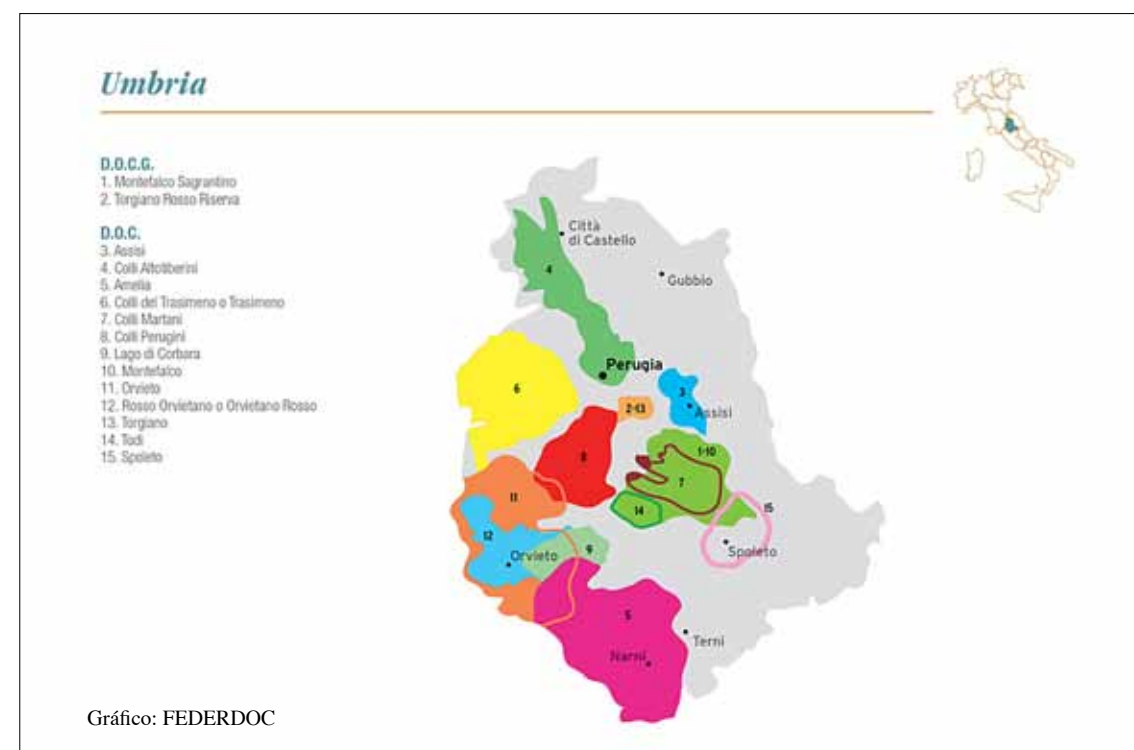 Umbria
D.O.C.G.
1. Montefalco Sagrantino
2. Torgiano Rosso Riserva
D.O.C.
3. Assisi
4. Colli Altotiberini
5. Amelia
6. Colli del Trasimeno o Trasimeno
7. Colli Martani
8. Colli Perugini
9. Lago di Corbara
10. Montefalco
11. Orvieto
12. Rosso Orvietano o Orvietano Rosso
13. Torgiano
14. Todi
15. Spoleto
Città
di Castello
4
Gubbio
Perugia
6
3
Assisi
2-13
1-10
8
7
11
14
15
12
Orvieto
9
Spoleto
5
Terni
Narni
Gráfico: FEDERDOC